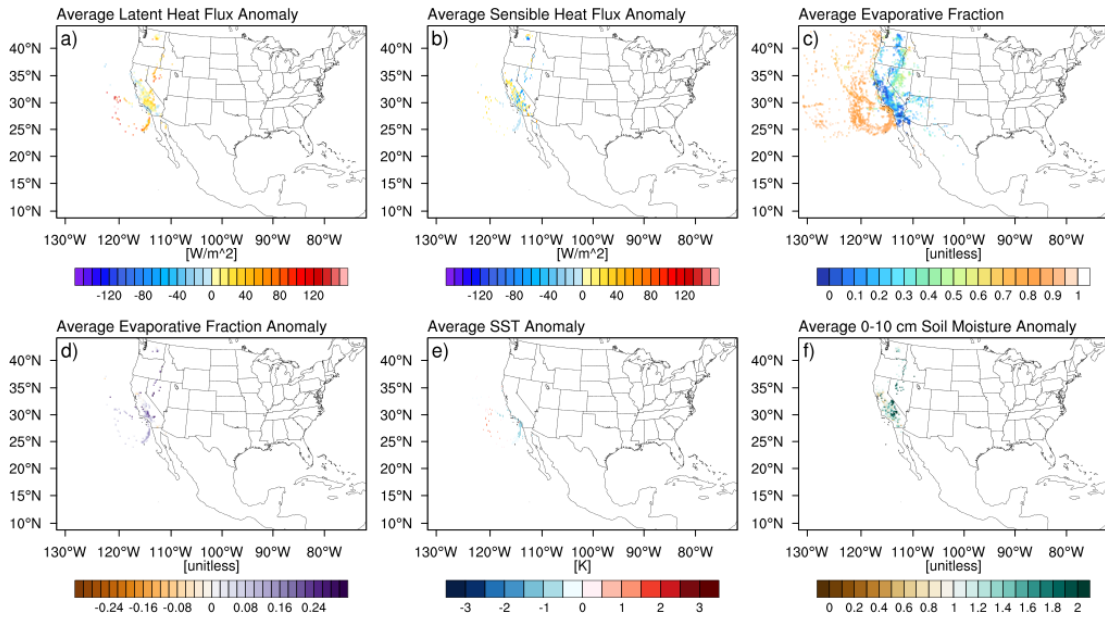 Average Latent Heat Flux Anomaly
a)
40°N
35°N
30°N
25°N
20°N
15°N
10°N
130°W 120°W 110°W 100°W 90°W 80°W
[W/m^2]
-120 -80 -40 0 40 80 120
Average Sensible Heat Flux Anomaly
b)
40°N
35°N
30°N
25°N
20°N
15°N
10°N
130°W 120°W 110°W 100°W 90°W 80°W
[W/m^2]
-120 -80 -40 0 40 80 120
Average Evaporative Fraction
c)
40°N
35°N
30°N
25°N
20°N
15°N
10°N
130°W 120°W 110°W 100°W 90°W 80°W
[unitless]
0 0.1 0.2 0.3 0.4 0.5 0.6 0.7 0.8 0.9 1
Average Evaporative Fraction Anomaly
d)
40°N
35°N
30°N
25°N
20°N
15°N
10°N
130°W 120°W 110°W 100°W 90°W 80°W
[unitless]
-0.24 -0.16 -0.08 0 0.08 0.16 0.24
Average SST Anomaly
e)
40°N
35°N
30°N
25°N
20°N
15°N
10°N
130°W 120°W 110°W 100°W 90°W 80°W
[K]
-3 -2 -1 0 1 2 3
Average 0-10 cm Soil Moisture Anomaly
f)
40°N
35°N
30°N
25°N
20°N
15°N
10°N
130°W 120°W 110°W 100°W 90°W 80°W
[unitless]
0 0.2 0.4 0.6 0.8 1 1.2 1.4 1.6 1.8 2